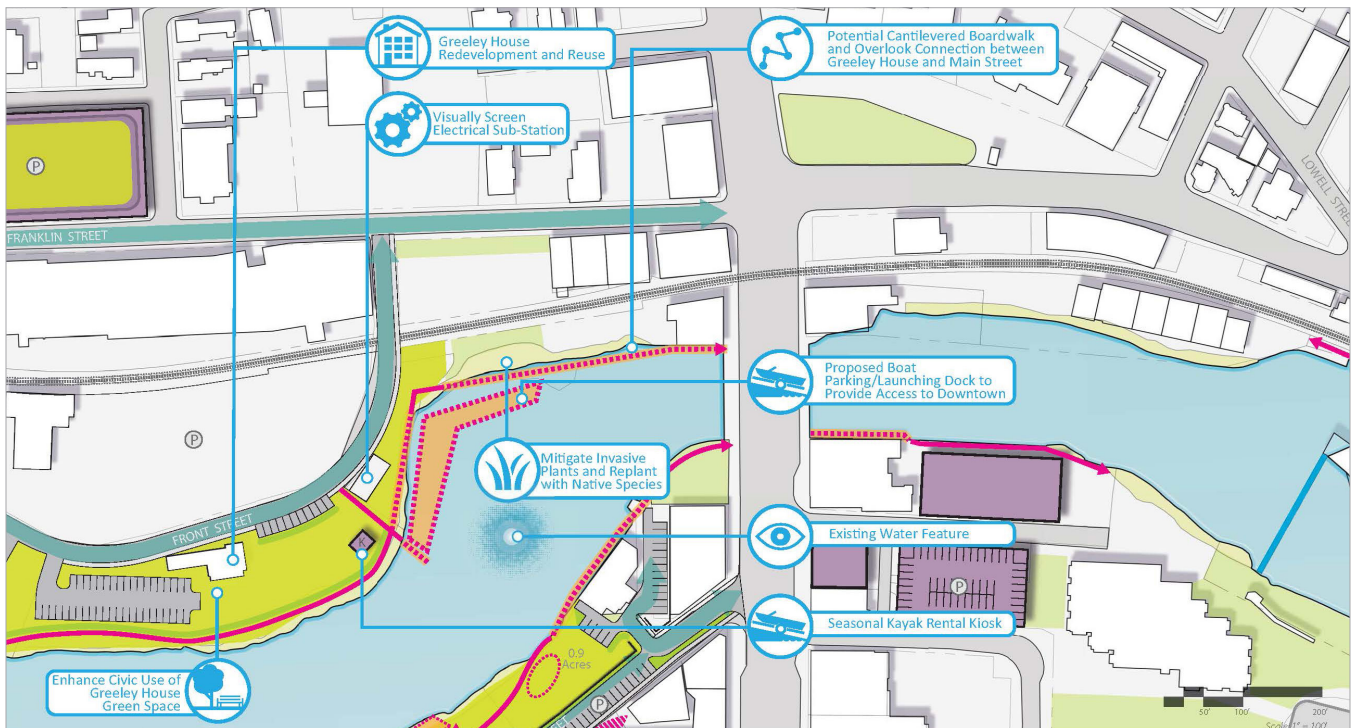 Greeley House
Redevelopment and Reuse
Potential Cantilevered Boardwalk
and Overlook Connection between
Greeley House and Main Street
Visually Screen
Electrical Sub-Station
P
LOWELL STREET
FRANKLIN STREET
Proposed Boat
Parking/Launching Dock to
Provide Access to Downtown
P
Mitigate Invasive
Plants and Replant
with Native Species
FRONT STREET
K
Existing Water Feature
P
Seasonal Kayak Rental Kiosk
0.9
Acres
Enhance Civic Use of
Greeley House
Green Space
P
50' 100' 200'
Scale 1" = 100'